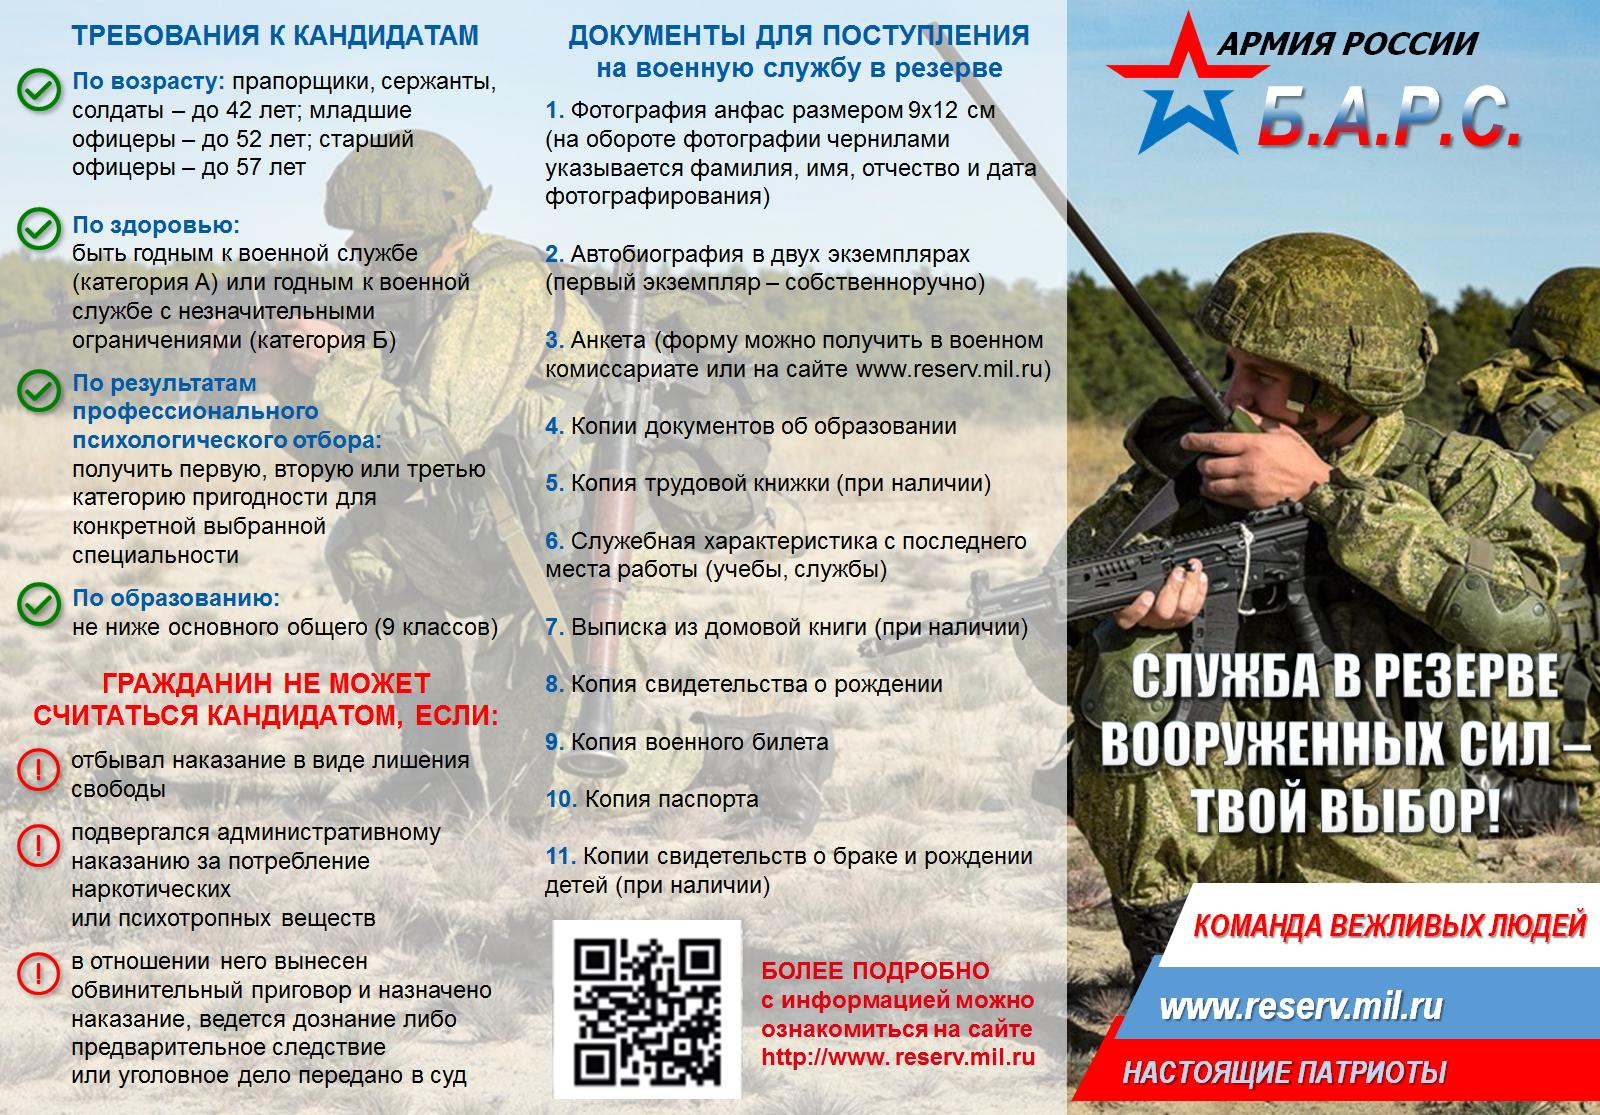 ТРЕБОВАНИЯ К КАНДИДАТАМ
По возрасту: прапорщики, сержанты,
солдаты – до 42 лет; младшие
офицеры – до 52 лет; старший
офицеры – до 57 лет
По здоровью:
быть годным к военной службе
(категория А) или годным к военной
службе с незначительными
ограничениями (категория Б)
По результатам
профессионального
психологического отбора:
получить первую, вторую или третью
категорию пригодности для
конкретной выбранной
специальности
По образованию:
не ниже основного общего (9 классов)
ГРАЖДАНИН НЕ МОЖЕТ
СЧИТАТЬСЯ КАНДИДАТОМ, ЕСЛИ:
отбывал наказание в виде лишения
свободы
подвергался административному
наказанию за потребление
наркотических
или психотропных веществ
в отношении него вынесен
обвинительный приговор и назначено
наказание, ведется дознание либо
предварительное следствие
или уголовное дело передано в суд
ДОКУМЕНТЫ ДЛЯ ПОСТУПЛЕНИЯ
на военную службу в резерве
1. Фотография анфас размером 9х12 см
(на обороте фотографии чернилами
указывается фамилия, имя, отчество и дата
фотографирования)
2. Автобиография в двух экземплярах
(первый экземпляр – собственноручно)
3. Анкета (форму можно получить в военном
комиссариате или на сайте www.reserv.mil.ru)
4. Копии документов об образовании
5. Копия трудовой книжки (при наличии)
6. Служебная характеристика с последнего
места работы (учебы, службы)
7. Выписка из домовой книги (при наличии)
8. Копия свидетельства о рождении
9. Копия военного билета
10. Копия паспорта
11. Копии свидетельств о браке и рождении
детей (при наличии)
БОЛЕЕ ПОДРОБНО
с информацией можно
ознакомиться на сайте
http://www. reserv.mil.ru
АРМИЯ РОССИИ
Б.А.Р.С.
СЛУЖБА В РЕЗЕРВЕ
ВООРУЖЕННЫХ СИЛ –
ТВОЙ ВЫБОР!
КОМАНДА ВЕЖЛИВЫХ ЛЮДЕЙ
www.reserv.mil.ru
НАСТОЯЩИЕ ПАТРИОТЫ